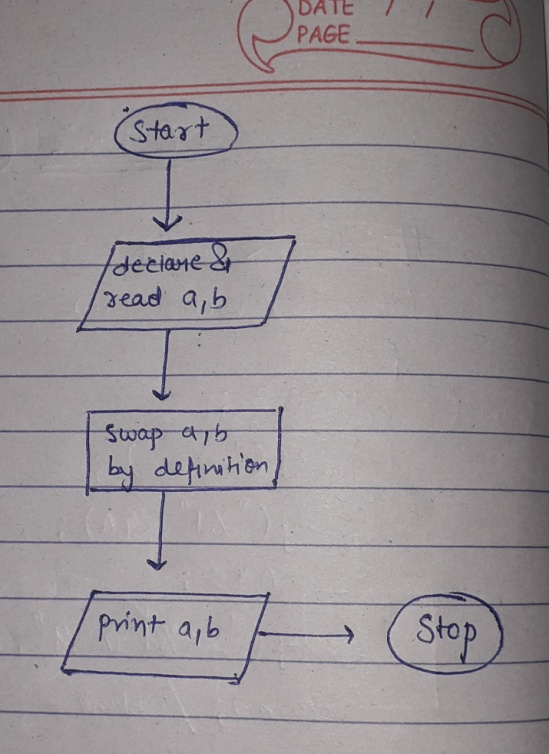 DATE / /
PAGE
Start
declare &
read a,b
Swap a,b
by definition
print a,b
Stop